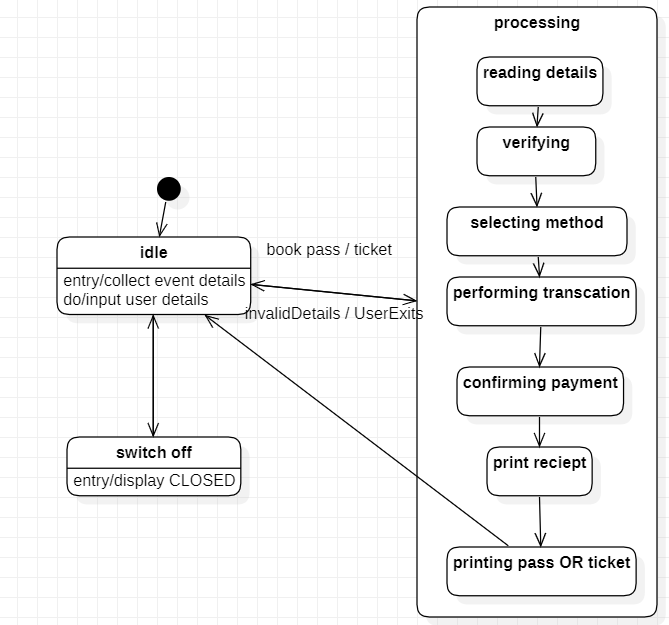 processing
reading details
verifying
selecting method
performing transcation
confirming payment
print reciept
printing pass OR ticket
idle
entry/collect event details
do/input user details
book pass / ticket
invalidDetails / UserExits
switch off
entry/display CLOSED